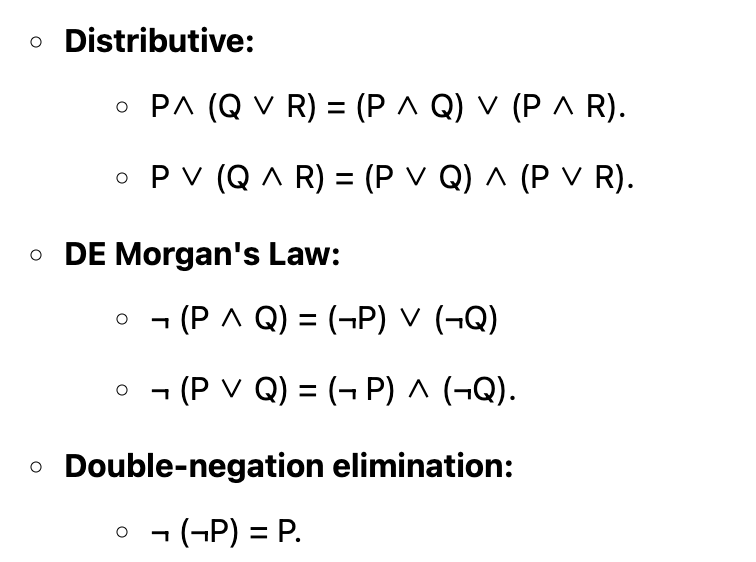 Distributive:
P∧ (Q ∨ R) = (P ∧ Q) ∨ (P ∧ R).
P ∨ (Q ∧ R) = (P ∨ Q) ∧ (P ∨ R).
DE Morgan's Law:
¬ (P ∧ Q) = (¬P) ∨ (¬Q)
¬ (P ∨ Q) = (¬ P) ∧ (¬Q).
Double-negation elimination:
¬ (¬P) = P.